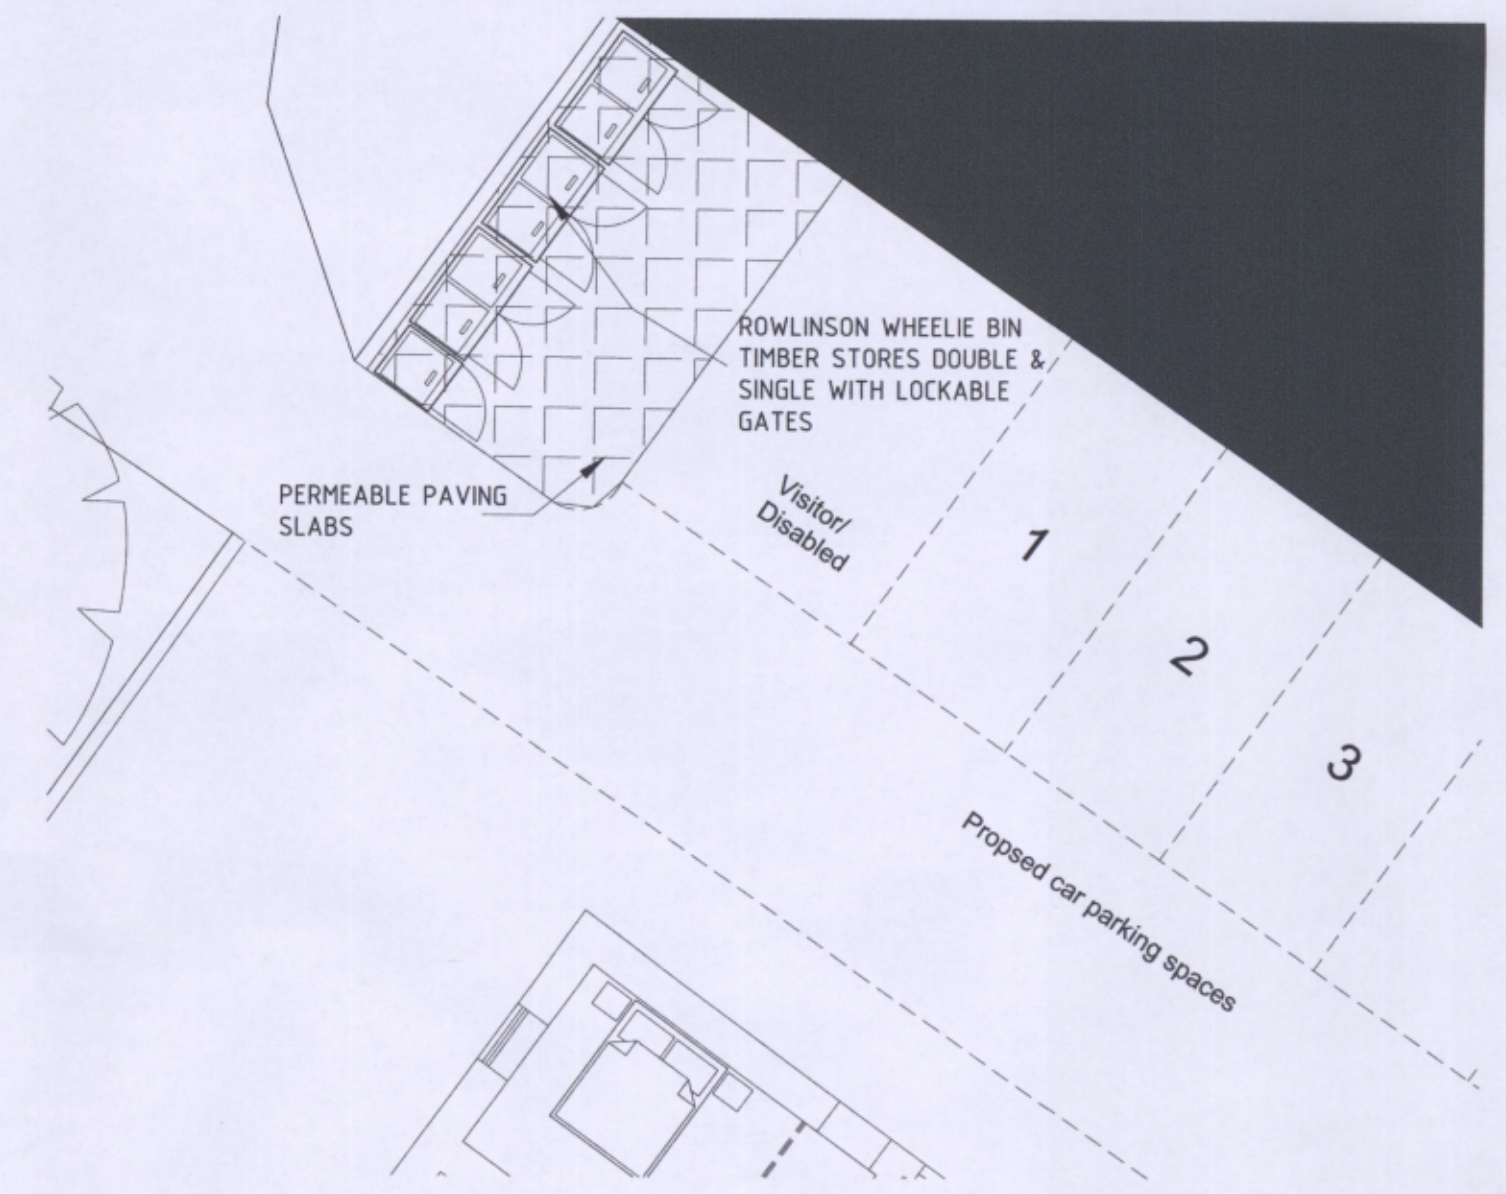 ROWLINSON WHEELIE BIN
TIMBER STORES DOUBLE &
SINGLE WITH LOCKABLE
GATES
PERMEABLE PAVING
SLABS
Visitor/
Disabled
1
2
3
Propsed car parking spaces